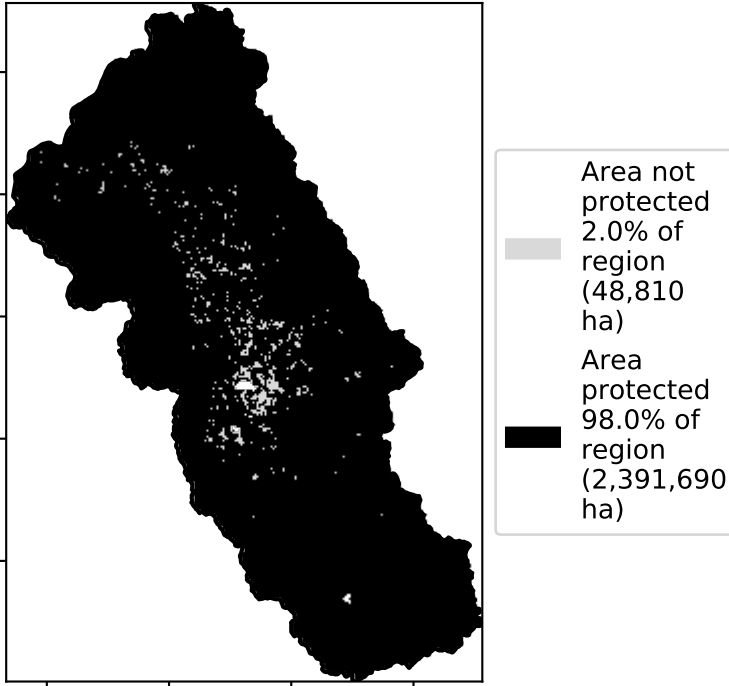 Area not
protected
2.0% of
region
(48,810
ha)
Area
protected
98.0% of
region
(2,391,690
ha)